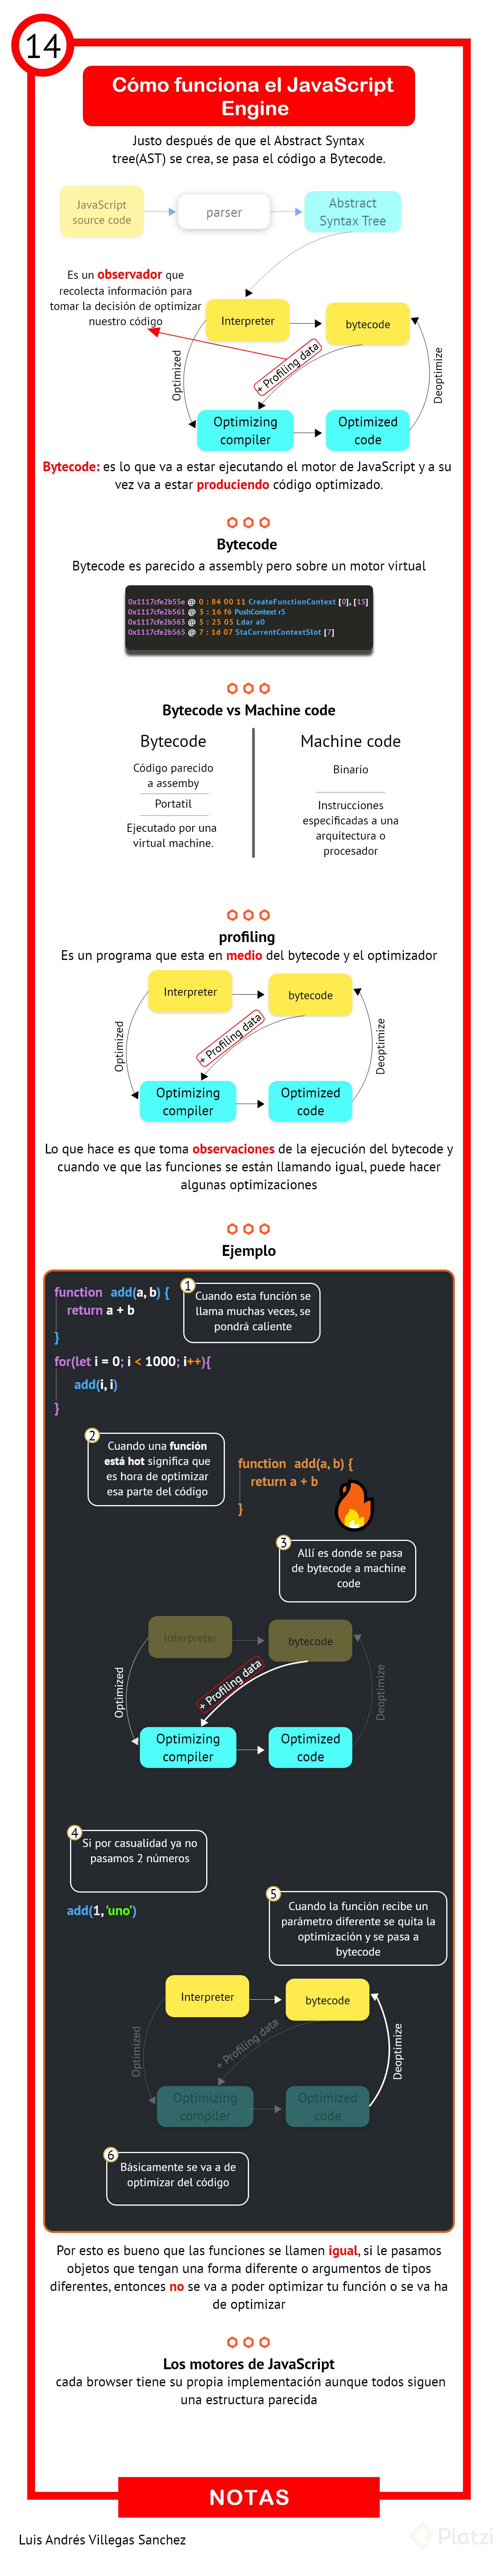 14
Cómo funciona el JavaScript
Engine
Justo después de que el Abstract Syntax
tree(AST) se crea, se pasa el código a Bytecode.
JavaScript
source code
parser
Abstract
Syntax Tree
Es un observador que
recolecta información para
tomar la decisión de optimizar
nuestro código
Interpreter
bytecode
Optimized
+ Profiling data
Deoptimize
Optimizing
compiler
Optimized
code
Bytecode: es lo que va a estar ejecutando el motor de JavaScript y a su
vez va a estar produciendo código optimizado.
Bytecode
Bytecode es parecido a assembly pero sobre un motor virtual
0x1117cfe2b55e @ 0 : 84 00 11 CreateFunctionContext [0], [15]
0x1117cfe2b561 @ 3 : 16 f6 PushContext r5
0x1117cfe2b563 @ 5 : 25 05 Ldar a0
0x1117cfe2b565 @ 7 : 1d 07 StaCurrentContextSlot [7]
Bytecode vs Machine code
Bytecode
Código parecido
a assemby
Portatil
Ejecutado por una
virtual machine.
Machine code
Binario
Instrucciones
especificadas a una
arquitectura o
procesador
profiling
Es un programa que esta en medio del bytecode y el optimizador
Interpreter
bytecode
Optimized
+ Profiling data
Deoptimize
Optimizing
compiler
Optimized
code
Lo que hace es que toma observaciones de la ejecución del bytecode y
cuando ve que las funciones se están llamando igual, puede hacer
algunas optimizaciones
Ejemplo
function add(a, b) {
return a + b
}
for(let i = 0; i < 1000; i++){
add(i, i)
}
1
Cuando esta función se
llama muchas veces, se
pondrá caliente
2
Cuando una función
está hot significa que
es hora de optimizar
esa parte del código
function add(a, b) {
return a + b
}
3
Allí es donde se pasa
de bytecode a machine
code
Interpreter
bytecode
Optimized
+ Profiling data
Deoptimize
Optimizing
compiler
Optimized
code
4
Si por casualidad ya no
pasamos 2 números
add(1, 'uno')
5
Cuando la función recibe un
parámetro diferente se quita la
optimización y se pasa a
bytecode
Interpreter
bytecode
Optimized
+ Profiling data
Deoptimize
Optimizing
compiler
Optimized
code
6
Básicamente se va a de
optimizar del código
Por esto es bueno que las funciones se llamen igual, si le pasamos
objetos que tengan una forma diferente o argumentos de tipos
diferentes, entonces no se va a poder optimizar tu función o se va ha
de optimizar
Los motores de JavaScript
cada browser tiene su propia implementación aunque todos siguen
una estructura parecida
NOTAS
Luis Andrés Villegas Sanchez
Platzi